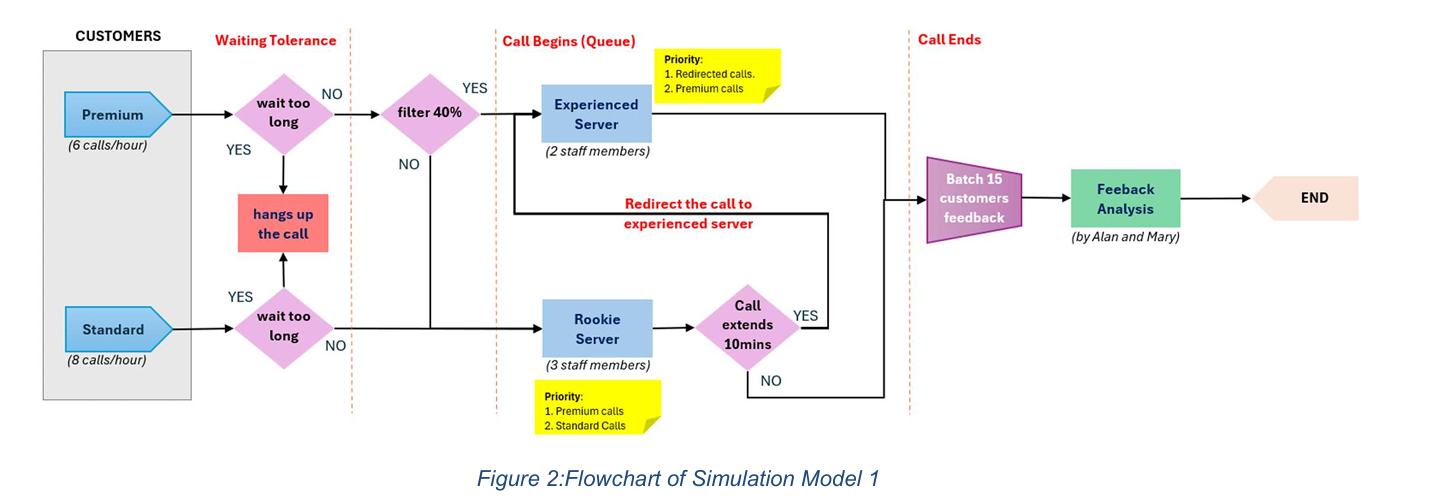 CUSTOMERS
Waiting Tolerance
Call Begins (Queue)
Call Ends
Priority:
1. Redirected calls.
2. Premium calls
Premium
(6 calls/hour)
wait too
long
NO
YES
filter 40%
YES
NO
Experienced
Server
(2 staff members)
hangs up
the call
Redirect the call to
experienced server
Batch 15
customers
feedback
Feeback
Analysis
(by Alan and Mary)
END
Standard
(8 calls/hour)
YES
wait too
long
NO
Rookie
Server
(3 staff members)
Call
extends
10mins
YES
NO
Priority:
1. Premium calls
2. Standard Calls
Figure 2:Flowchart of Simulation Model 1